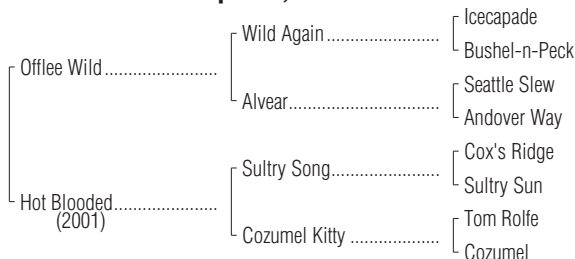 Icecapade
Wild Again
Bushel-n-Peck
Offlee Wild
Seattle Slew
Alvear
Andover Way
Cox's Ridge
Sultry Song
Sultry Sun
Hot Blooded
(2001)
Tom Rolfe
Cozumel Kitty
Cozumel